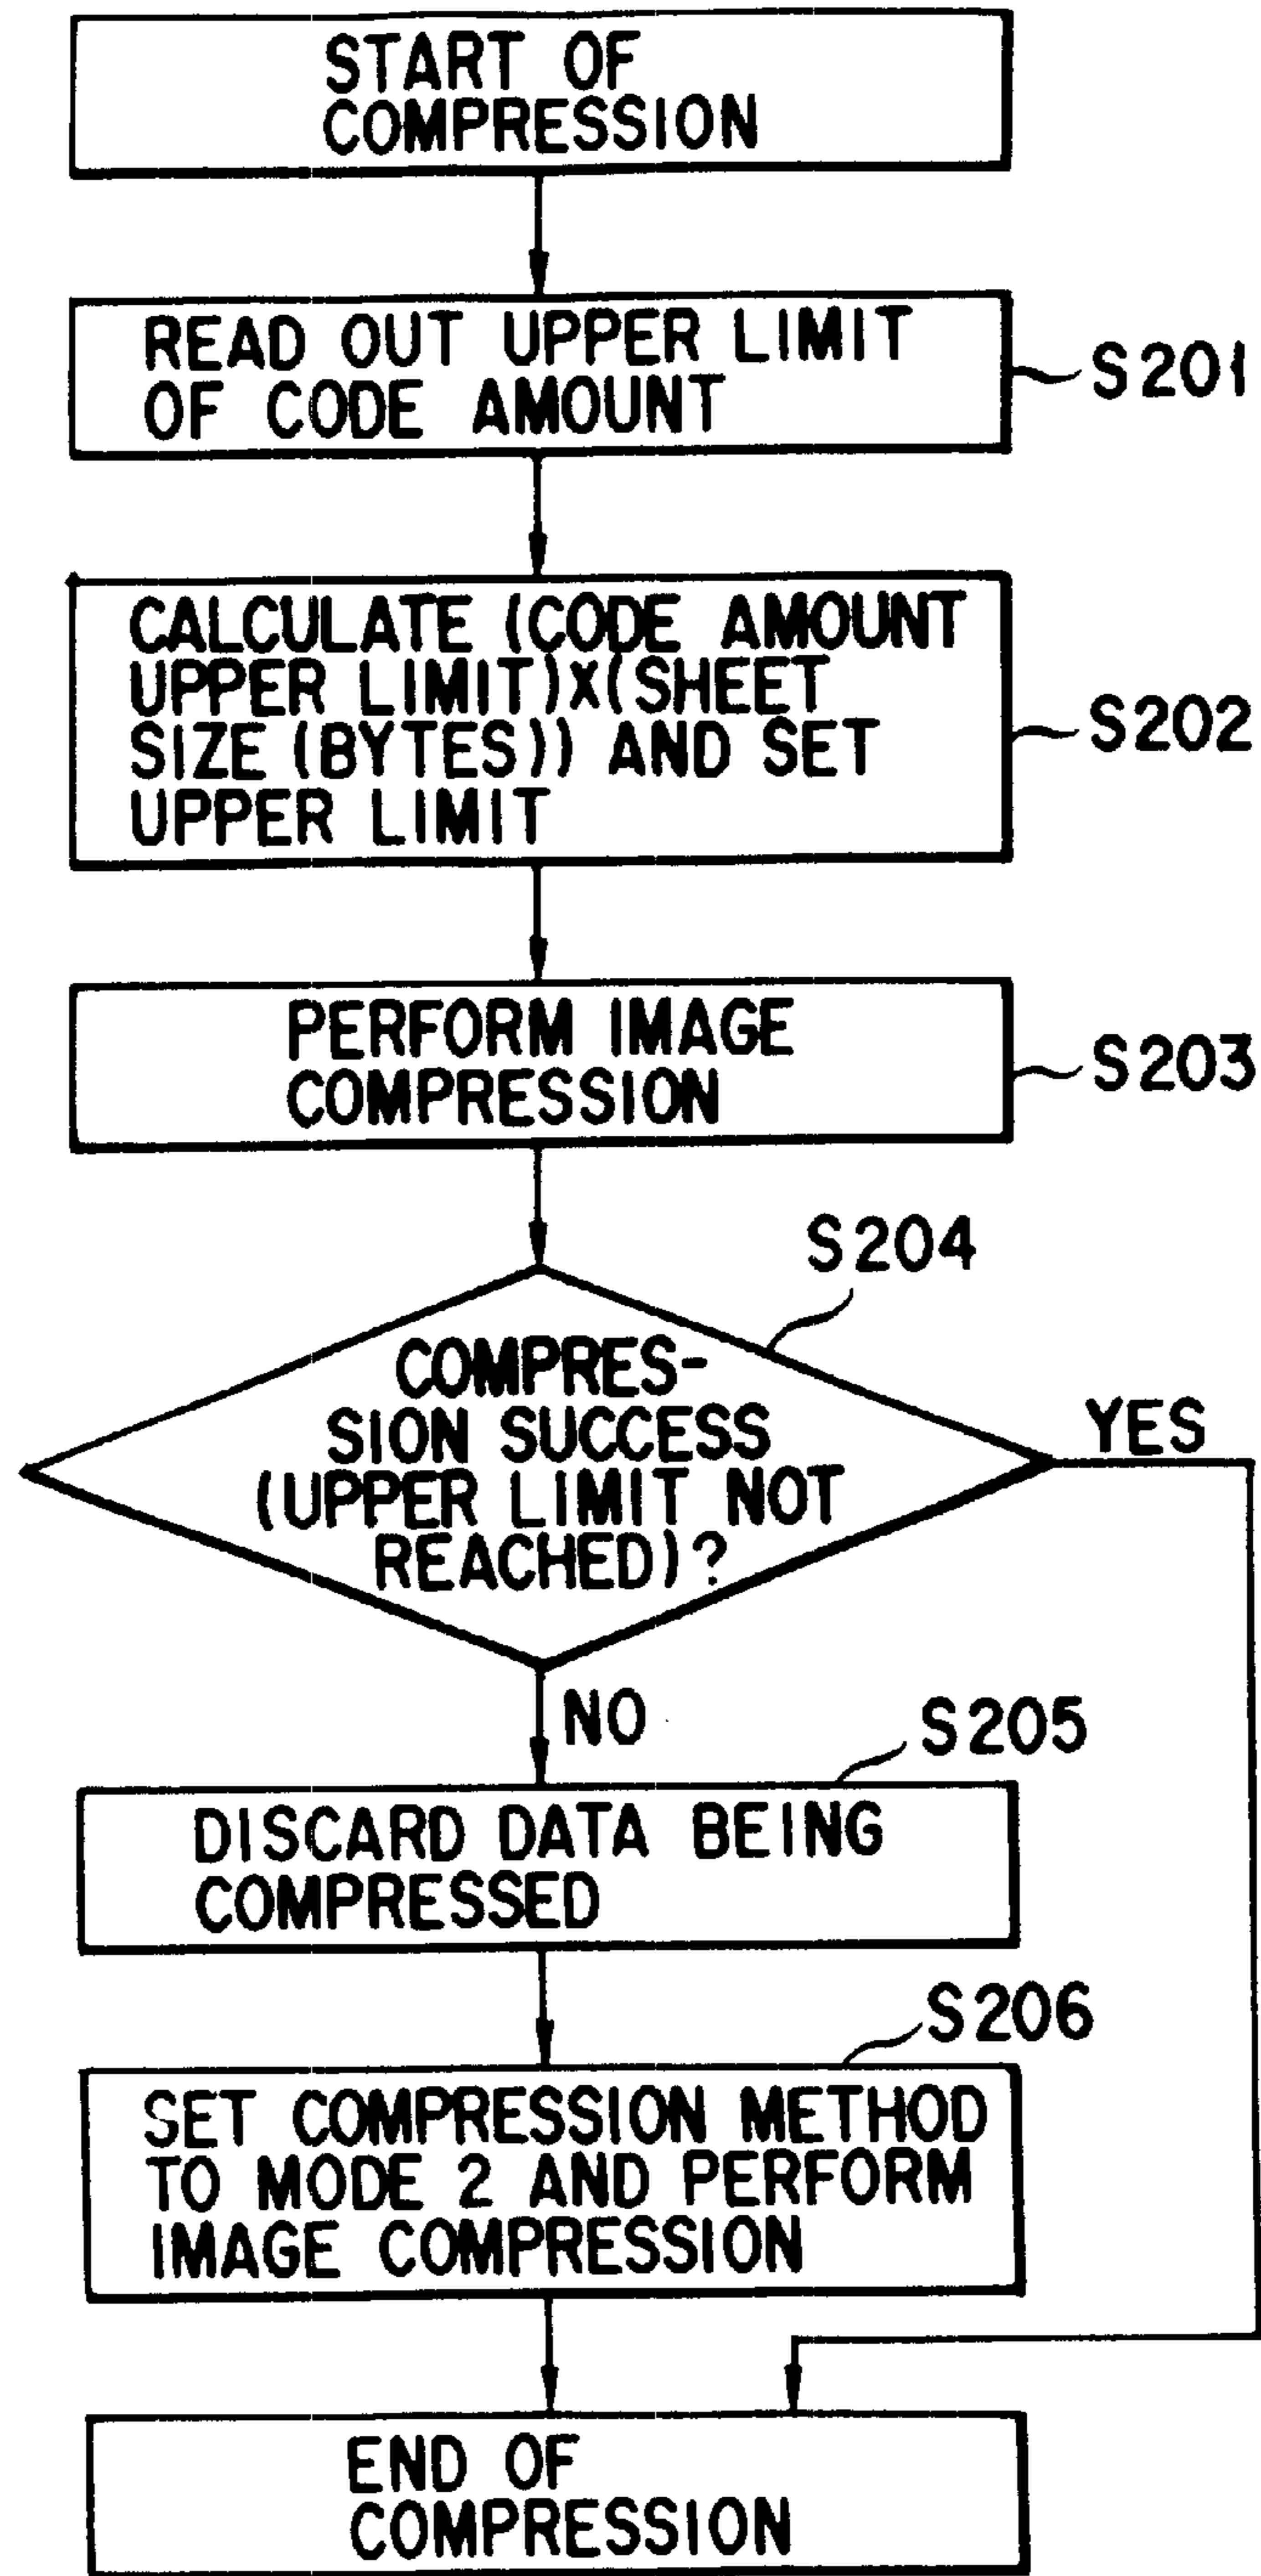 START OF
COMPRESSION
READ OUT UPPER LIMIT
OF CODE AMOUNT
S201
CALCULATE (CODE AMOUNT
UPPER LIMIT)X(SHEET
SIZE (BYTES)) AND SET
UPPER LIMIT
S202
PERFORM IMAGE
COMPRESSION
S203
S204
COMPRES-
SION SUCCESS
(UPPER LIMIT NOT
REACHED)?
YES
NO
S205
DISCARD DATA BEING
COMPRESSED
S206
SET COMPRESSION METHOD
TO MODE 2 AND PERFORM
IMAGE COMPRESSION
END OF
COMPRESSION